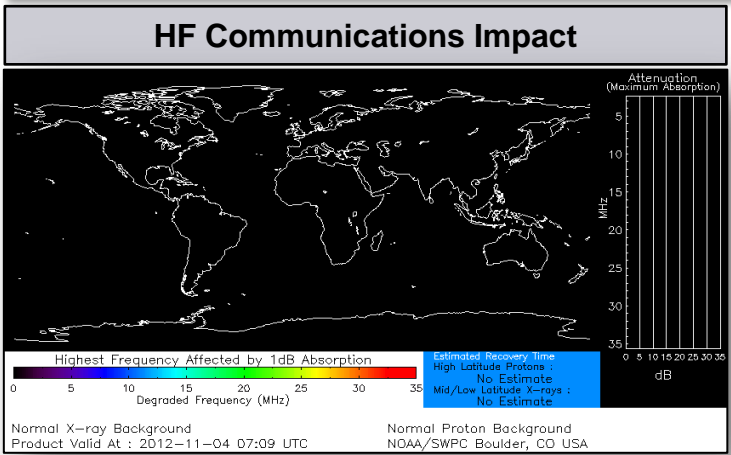 HF Communications Impact
Attenuation
(Maximum Absorption)
5
10
15
20
25
30
35
MHz
0 5 10 15 20 25 30 35
dB
Highest Frequency Affected by 1dB Absorption
0 5 10 15 20 25 30 35
Degraded Frequency (MHz)
Estimated Recovery Time
High Latitude Protons :
No Estimate
Mid/Low Latitude X-rays :
No Estimate
Normal X-ray Background
Normal Proton Background
Product Valid At : 2012-11-04 07:09 UTC
NOAA/SWPC Boulder, CO USA